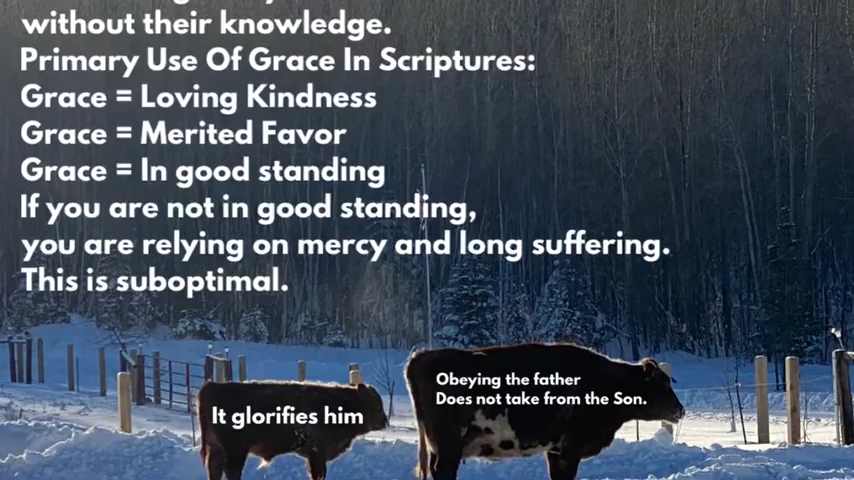 without their knowledge.
Primary Use Of Grace In Scriptures:
Grace = Loving Kindness
Grace = Merited Favor
Grace = In good standing
If you are not in good standing,
you are relying on mercy and long suffering.
This is suboptimal.
Obeying the father
Does not take from the Son.
It glorifies him